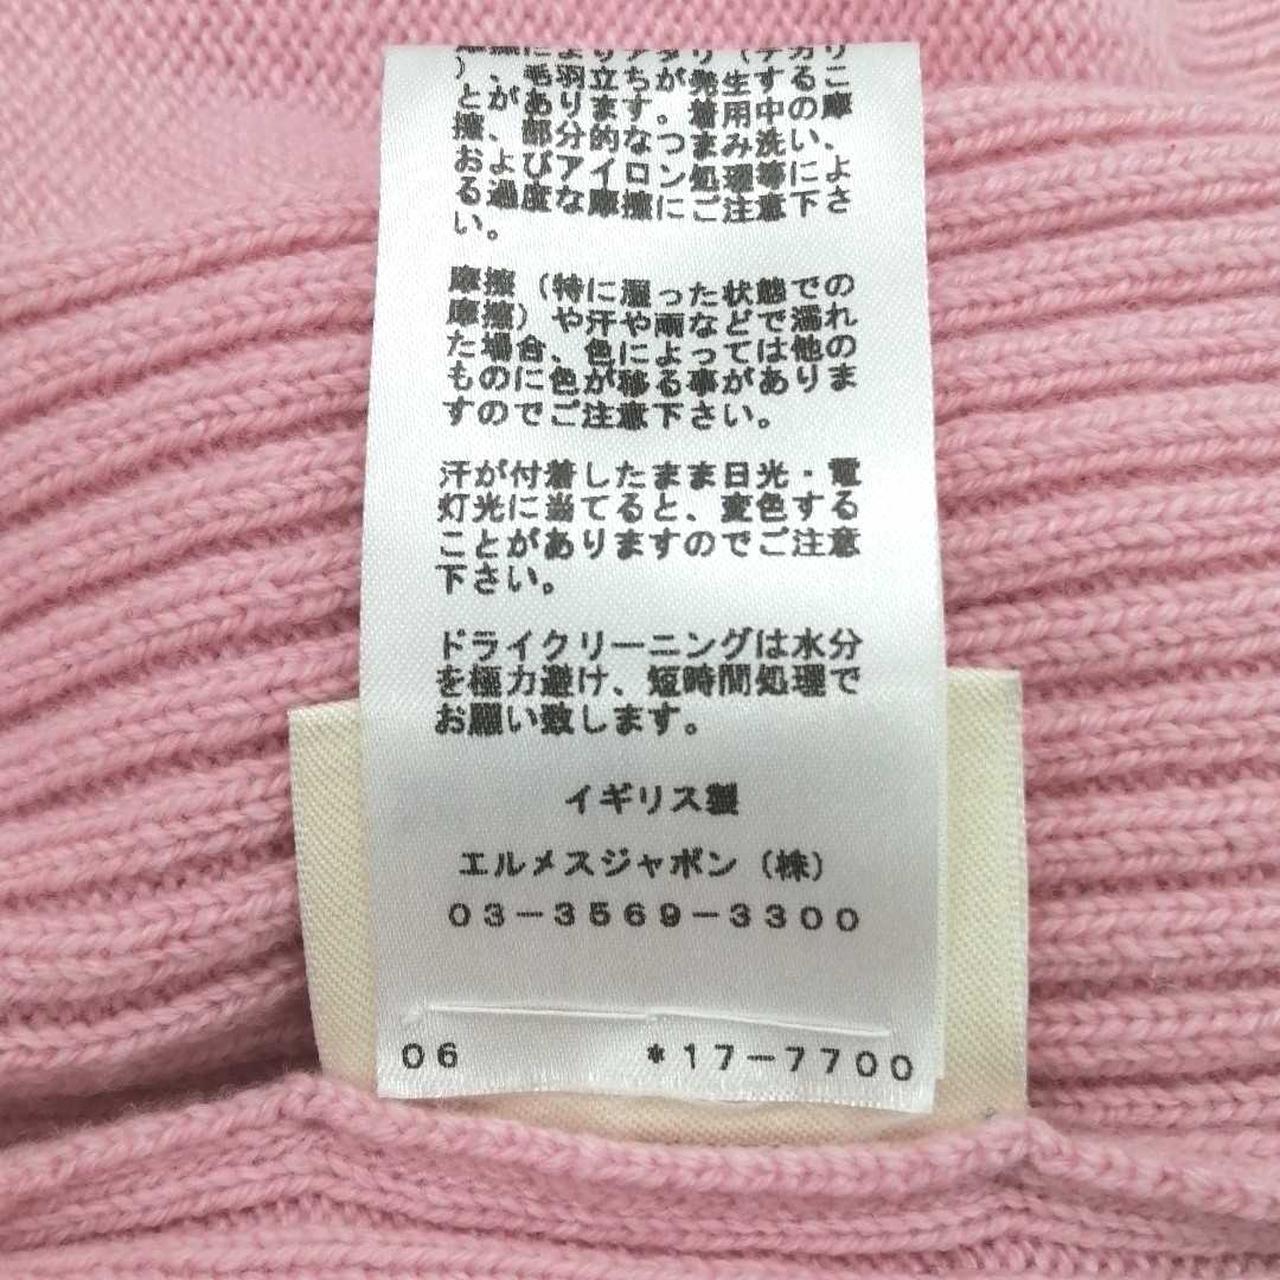 摩擦によりアタリ（テカリ
）、毛羽立ちが発生するこ
とがあります。着用中の摩
擦、部分的なつまみ洗い、
お よびアイロン処理等によ
る過度な摩擦にご注意下さ
い。
摩擦（特に湿った状態での
摩擦）や汗や雨などで濡れ
た場合、色によっては他の
ものに色が移る事がありま
すのでご注意下さい。
汗が付着したまま日光・電
灯光に当てると、変色する
ことがありますのでご注意
下さい。
ドライクリーニングは水分
を極力避け、短時間処理で
お願い致します。
イギリス製
エルメスジャポン（株）
03-3569-3300
06 *17-7700